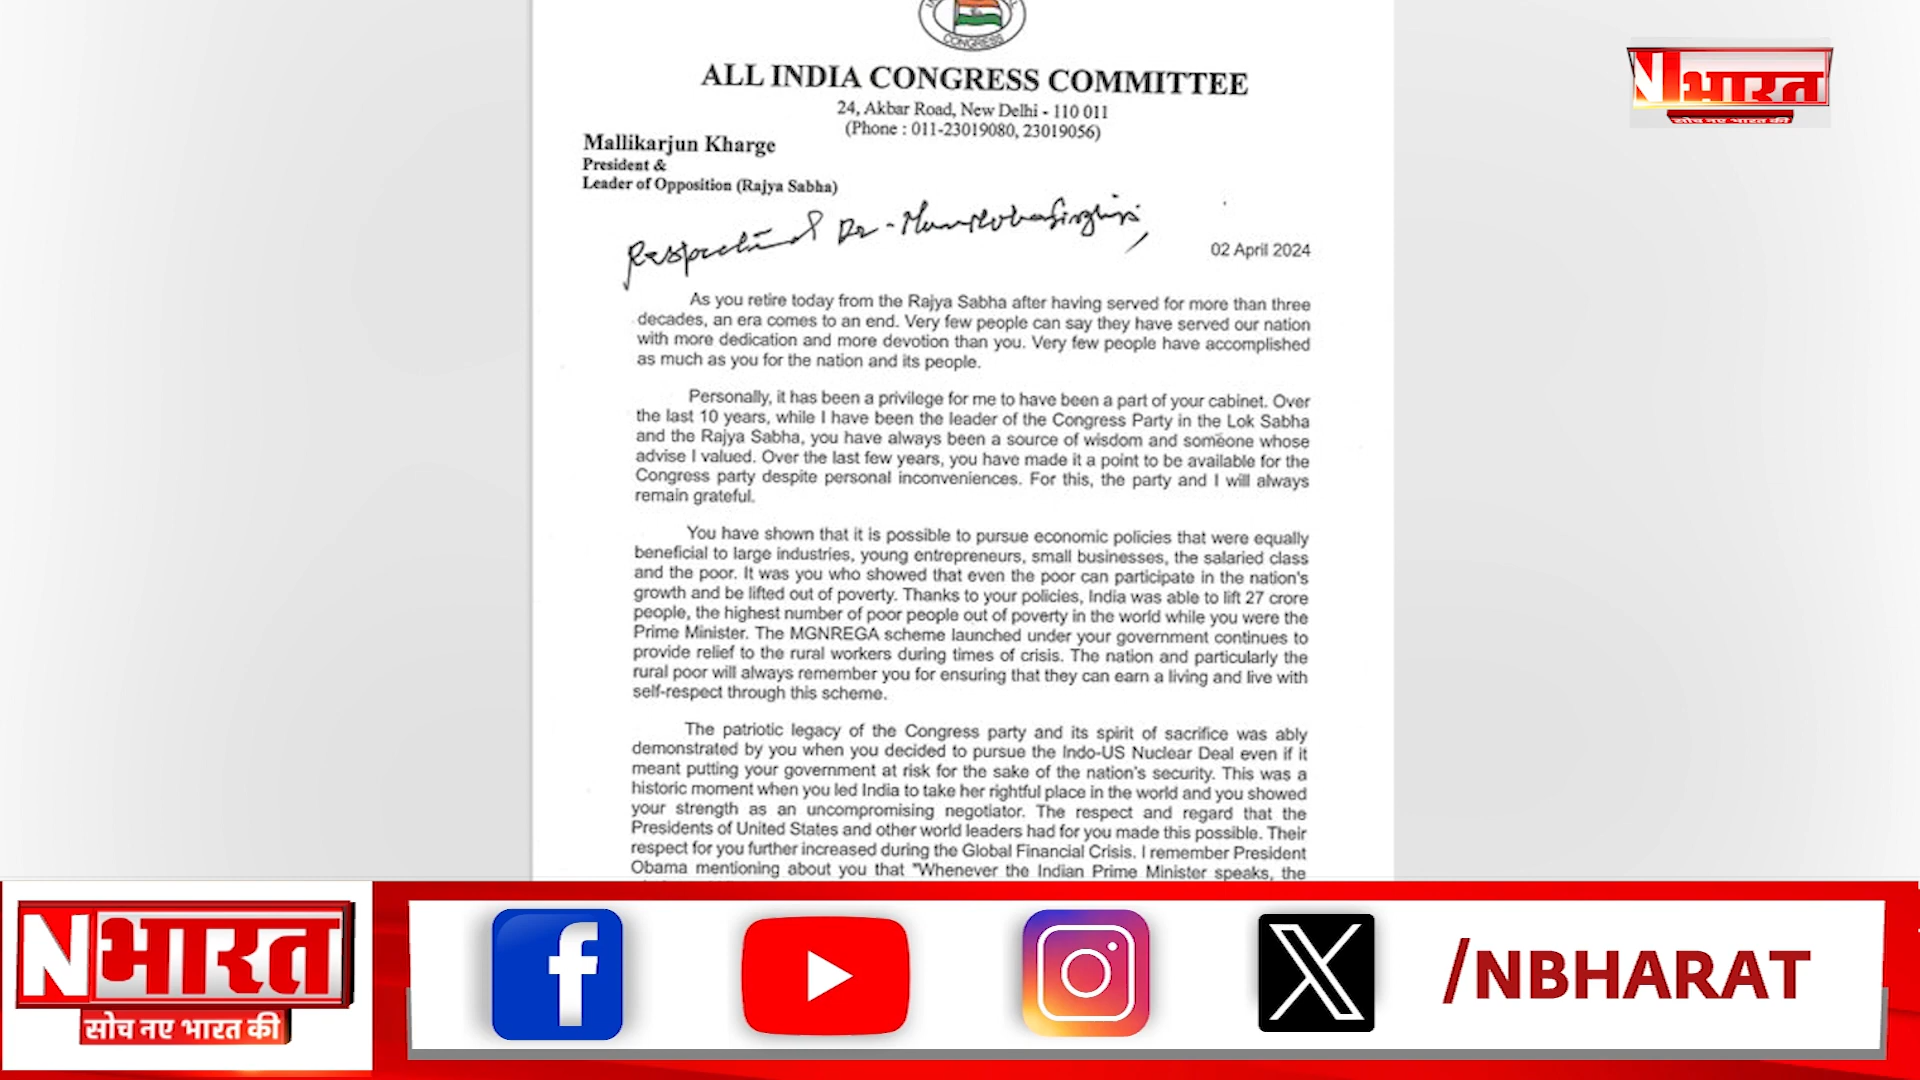 CONGRESS
ALL INDIA CONGRESS COMMITTEE
24, Akbar Road, New Delhi - 110 011
(Phone : 011-23019080, 23019056)
Mallikarjun Kharge
President &
Leader of Opposition (Rajya Sabha)
02 April 2024
As you retire today from the Rajya Sabha after having served for more than three
decades, an era comes to an end. Very few people can say they have served our nation
with more dedication and more devotion than you. Very few people have accomplished
as much as you for the nation and its people.
Personally, it has been a privilege for me to have been a part of your cabinet. Over
the last 10 years, while I have been the leader of the Congress Party in the Lok Sabha
and the Rajya Sabha, you have always been a source of wisdom and someone whose
advise I valued. Over the last few years, you have made it a point to be available for the
Congress party despite personal inconveniences. For this, the party and I will always
remain grateful.
You have shown that it is possible to pursue economic policies that were equally
beneficial to large industries, young entrepreneurs, small businesses, the salaried class
and the poor. It was you who showed that even the poor can participate in the nation's
growth and be lifted out of poverty. Thanks to your policies, India was able to lift 27 crore
people, the highest number of poor people out of poverty in the world while you were the
Prime Minister. The MGNREGA scheme launched under your government continues to
provide relief to the rural workers during times of crisis. The nation and particularly the
rural poor will always remember you for ensuring that they can earn a living and live with
self-respect through this scheme.
The patriotic legacy of the Congress party and its spirit of sacrifice was ably
demonstrated by you when you decided to pursue the Indo-US Nuclear Deal even if it
meant putting your government at risk for the sake of the nation's security. This was a
historic moment when you led India to take her rightful place in the world and you showed
your strength as an uncompromising negotiator. The respect and regard that the
Presidents of United States and other world leaders had for you made this possible. Their
respect for you further increased during the Global Financial Crisis. I remember President
Obama mentioning about you that "Whenever the Indian Prime Minister speaks, the
Nभारत
सोच नए भारत की
Nभारत
सोच नए भारत की
/NBHARAT